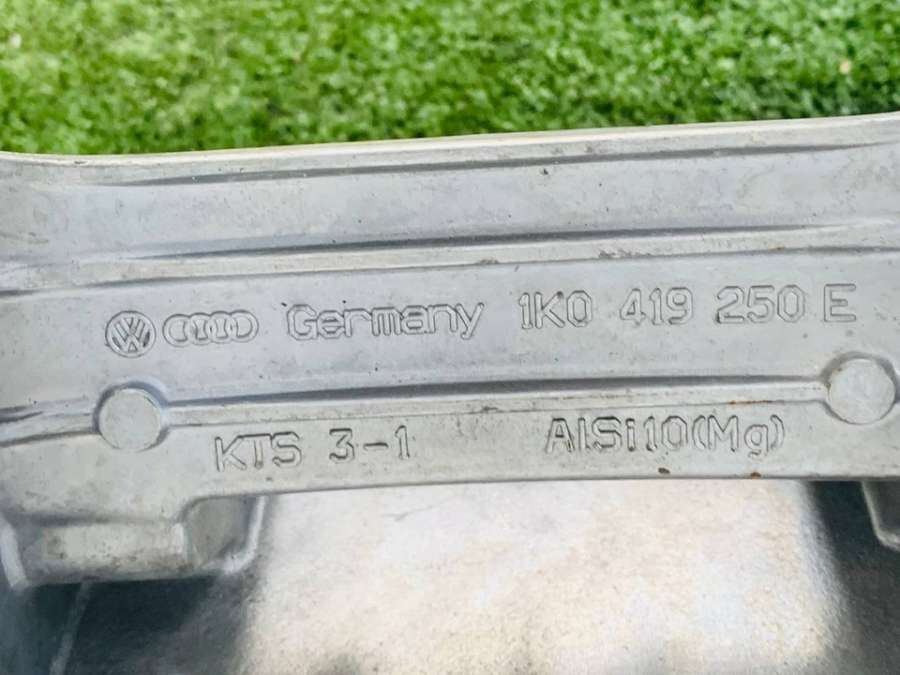 Germany 1K0 419 250 E
KTS 3-1 AlSi10(Mg)